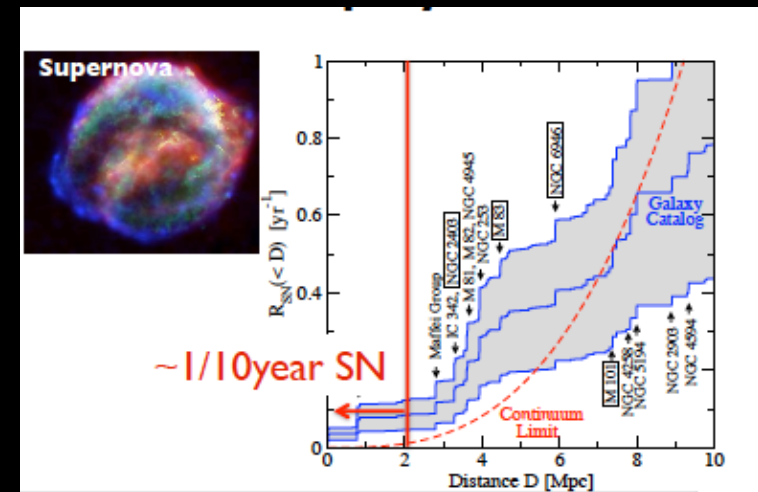 Supernova
1
0.8
0.6
0.4
0
R_SN(< D) [yr^-1]
~1/10year SN
Maffei Group
IC 342, NGC 2403
M 81, M 82, NGC 4945
NGC 253
M 83
NGC 6946
Galaxy
Catalog
M 101
NGC 4258
NGC 5194
NGC 2903
NGC 4594
Continuum
Limit
0
2
4
6
8
10
Distance D [Mpc]